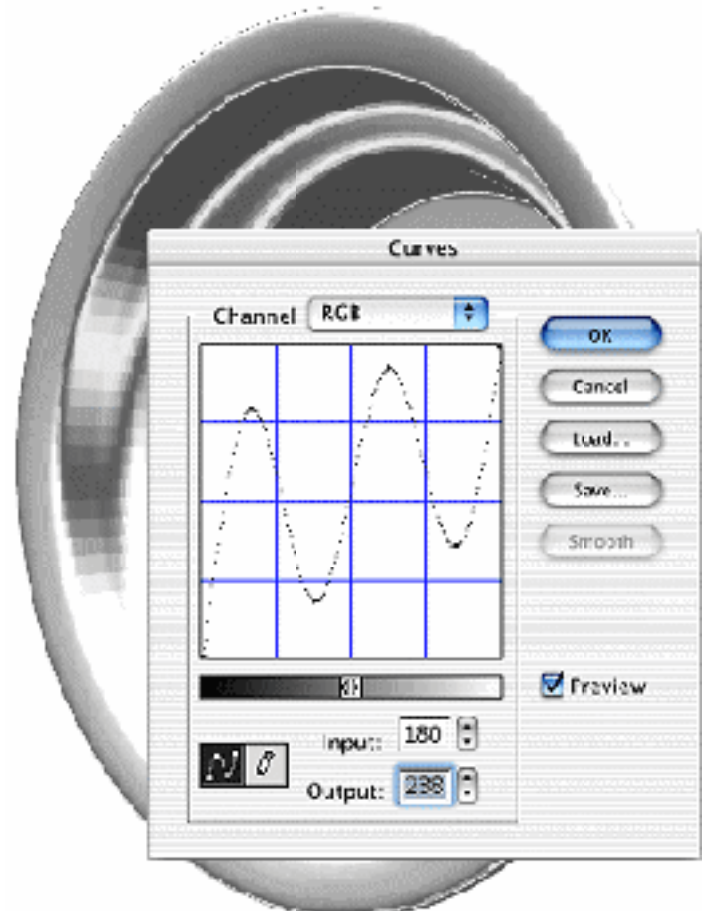 Curves
Channel RGB
OK
Cancel
Load...
Save...
Smooth
Preview
Input: 180
Output: